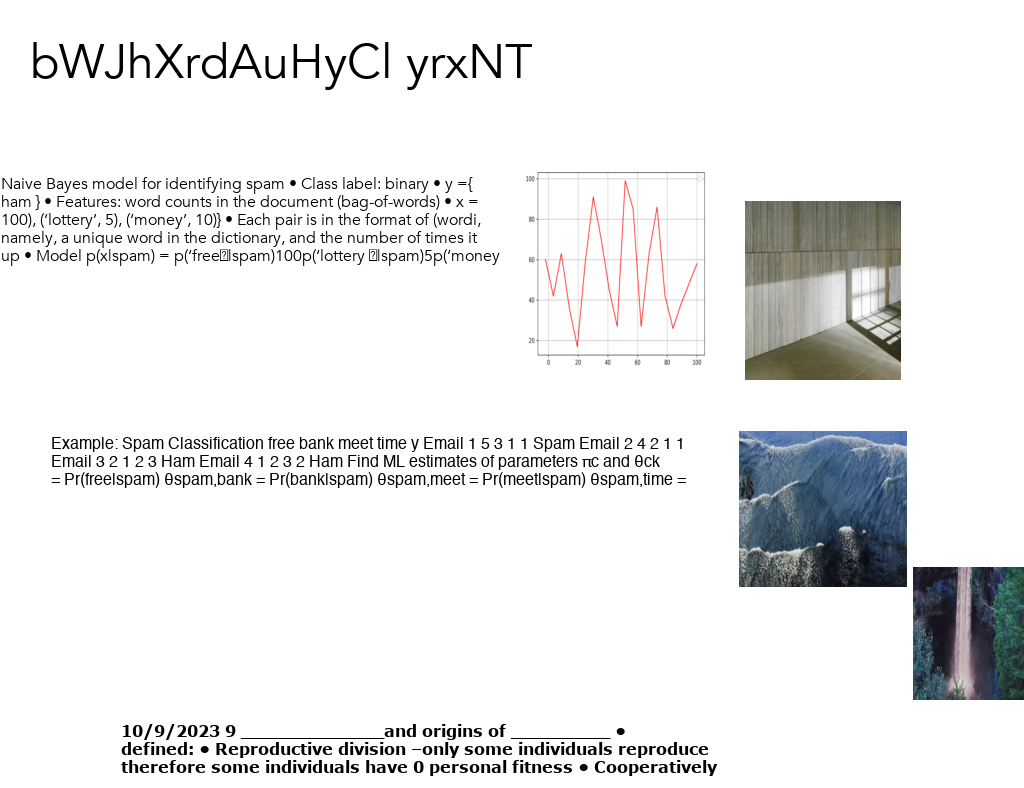 bWJhXrdAuHyCl yrxNT
Naive Bayes model for identifying spam • Class label: binary • y ={
ham } • Features: word counts in the document (bag-of-words) • x =
100), (‘lottery’, 5), (‘money’, 10)} • Each pair is in the format of (wordi,
namely, a unique word in the dictionary, and the number of times it
up • Model p(x|spam) = p(‘free|spam)100p(‘lottery |spam)5p(‘money
100
80
60
40
20
0 20 40 60 80 100
Example: Spam Classification free bank meet time y Email 1 5 3 1 1 Spam Email 2 4 2 1 1
Email 3 2 1 2 3 Ham Email 4 1 2 3 2 Ham Find ML estimates of parameters πc and θck
= Pr(free|spam) θspam,bank = Pr(bank|spam) θspam,meet = Pr(meet|spam) θspam,time =
10/9/2023 9 ________________and origins of ___________ •
defined: • Reproductive division –only some individuals reproduce
therefore some individuals have 0 personal fitness • Cooperatively